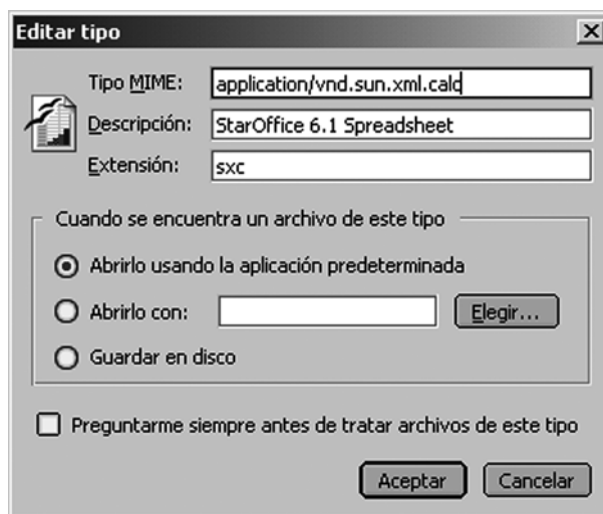 Editar tipo
Tipo MIME: application/vnd.sun.xml.calc
Descripción: StarOffice 6.1 Spreadsheet
Extensión: sxc
Cuando se encuentra un archivo de este tipo
Abrirlo usando la aplicación predeterminada
Abrirlo con: Elegir...
Guardar en disco
Preguntarme siempre antes de tratar archivos de este tipo
Aceptar Cancelar